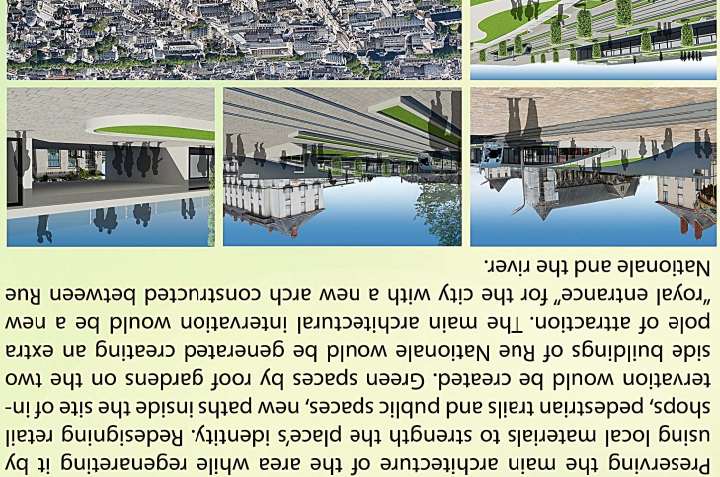 Preserving the main architecture of the area while regenareting it by
using local materials to strength the place's identity. Redesigning retail
shops, pedestrian trails and public spaces, new paths inside the site of in-
tervation would be created. Green spaces by roof gardens on the two
side buildings of Rue Nationale would be generated creating an extra
pole of attraction. The main architectural intervation would be a new
"royal entrance" for the city with a new arch constructed between Rue
Nationale and the river.